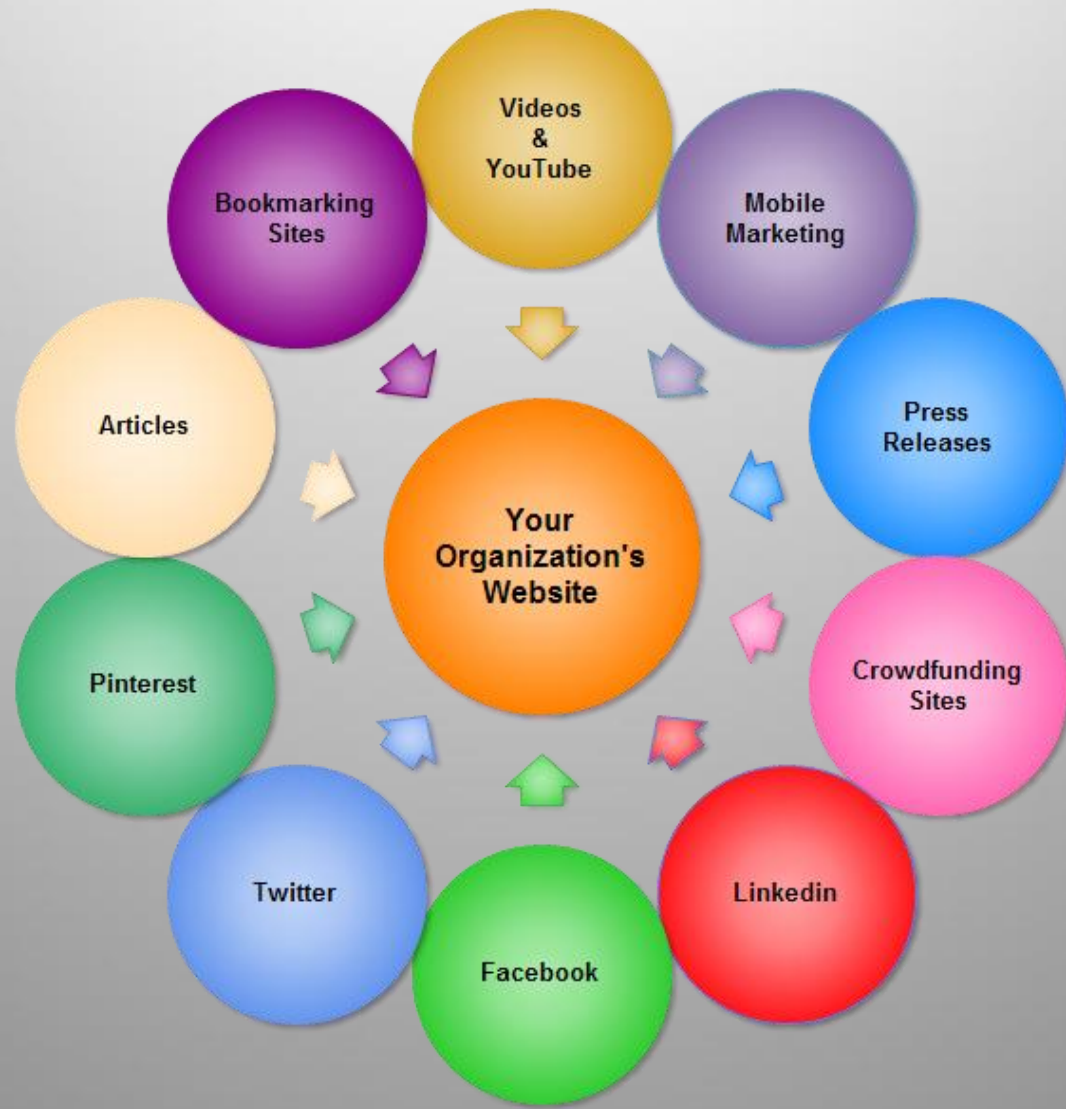 Videos
&
YouTube
Mobile
Marketing
Press
Releases
Crowdfunding
Sites
Linkedin
Facebook
Twitter
Pinterest
Articles
Bookmarking
Sites
Your
Organization's
Website